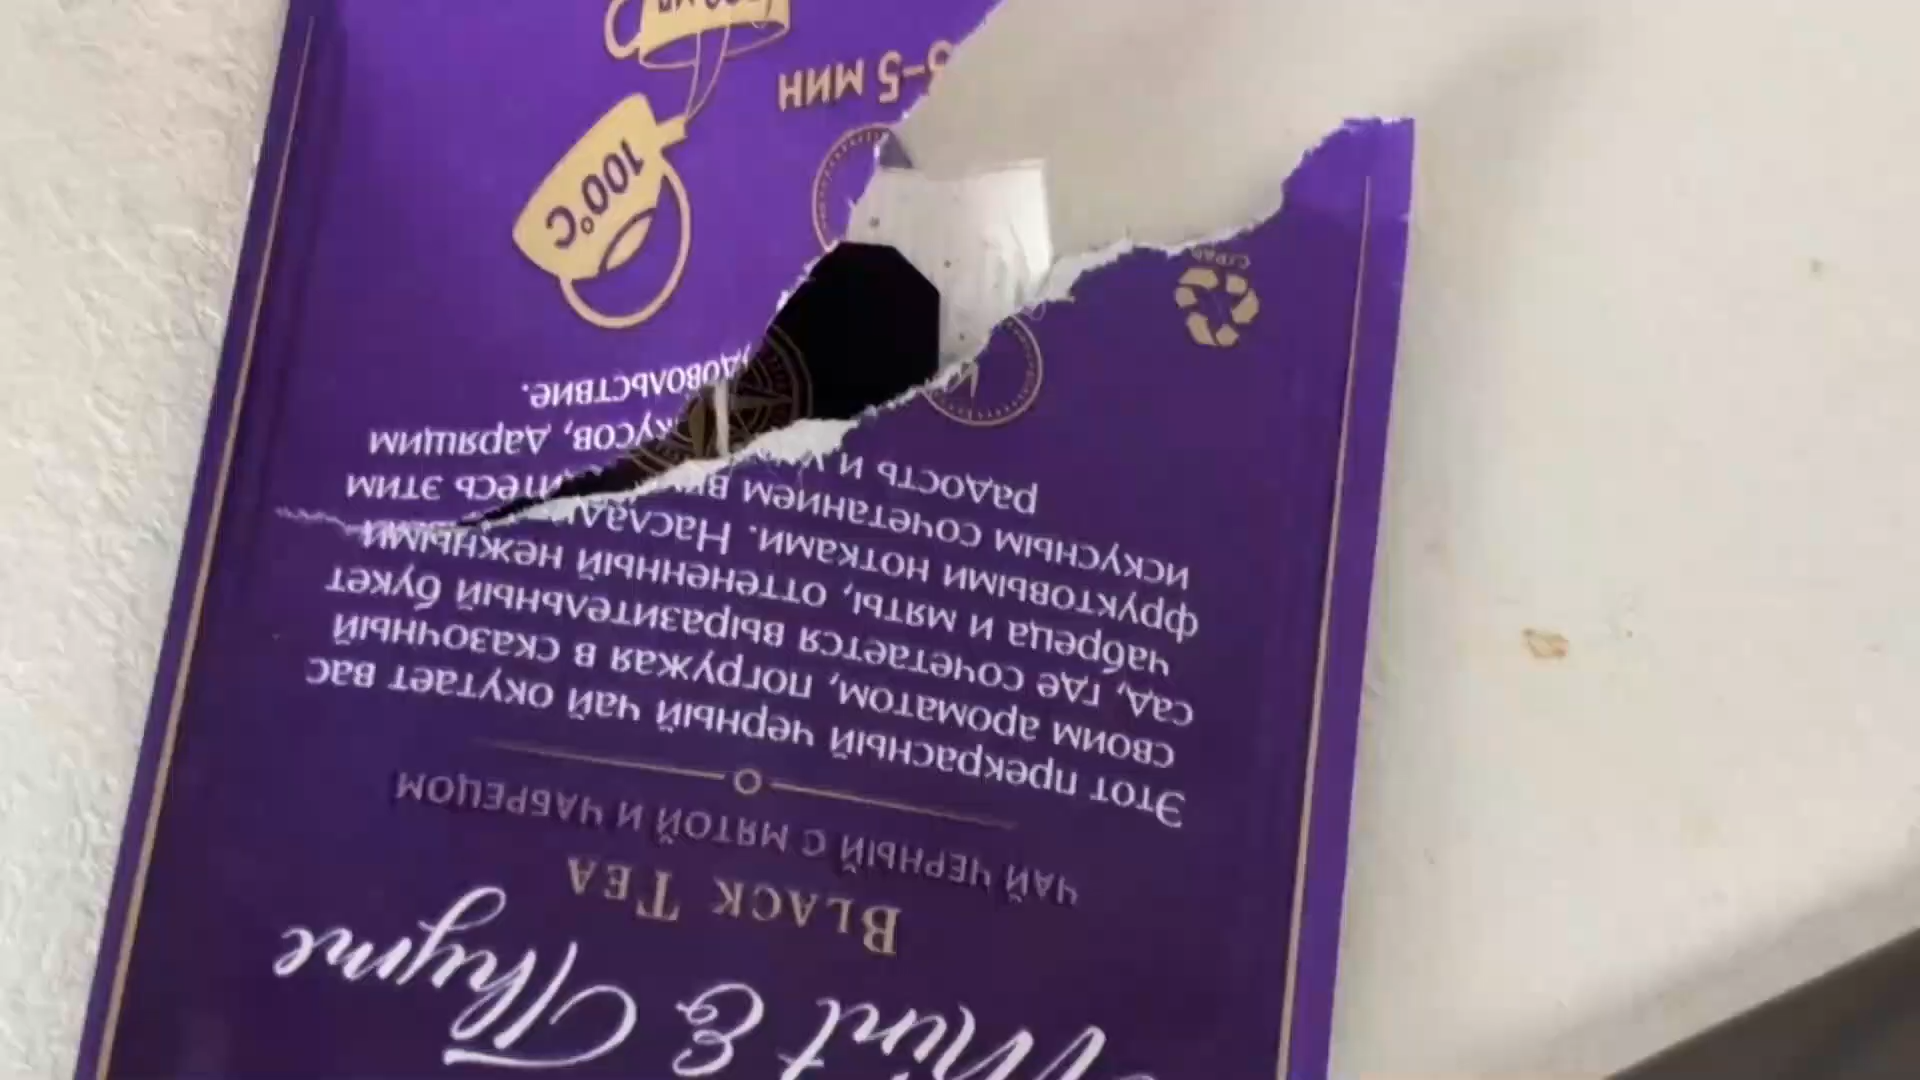 Mint & Thyme
BLACK TEA
ЧАЙ ЧЕРНЫЙ С МЯТОЙ И ЧАБРЕЦОМ
Этот прекрасный черный чай окутает вас
своим ароматом, погружая в сказочный
сад, где сочетается выразительный букет
чабреца и мяты, оттененный нежными
фруктовыми нотками. Насладитесь этим
искусным сочетанием вкусов, дарящим
радость и удовольствие.
100°C
3-5 МИН